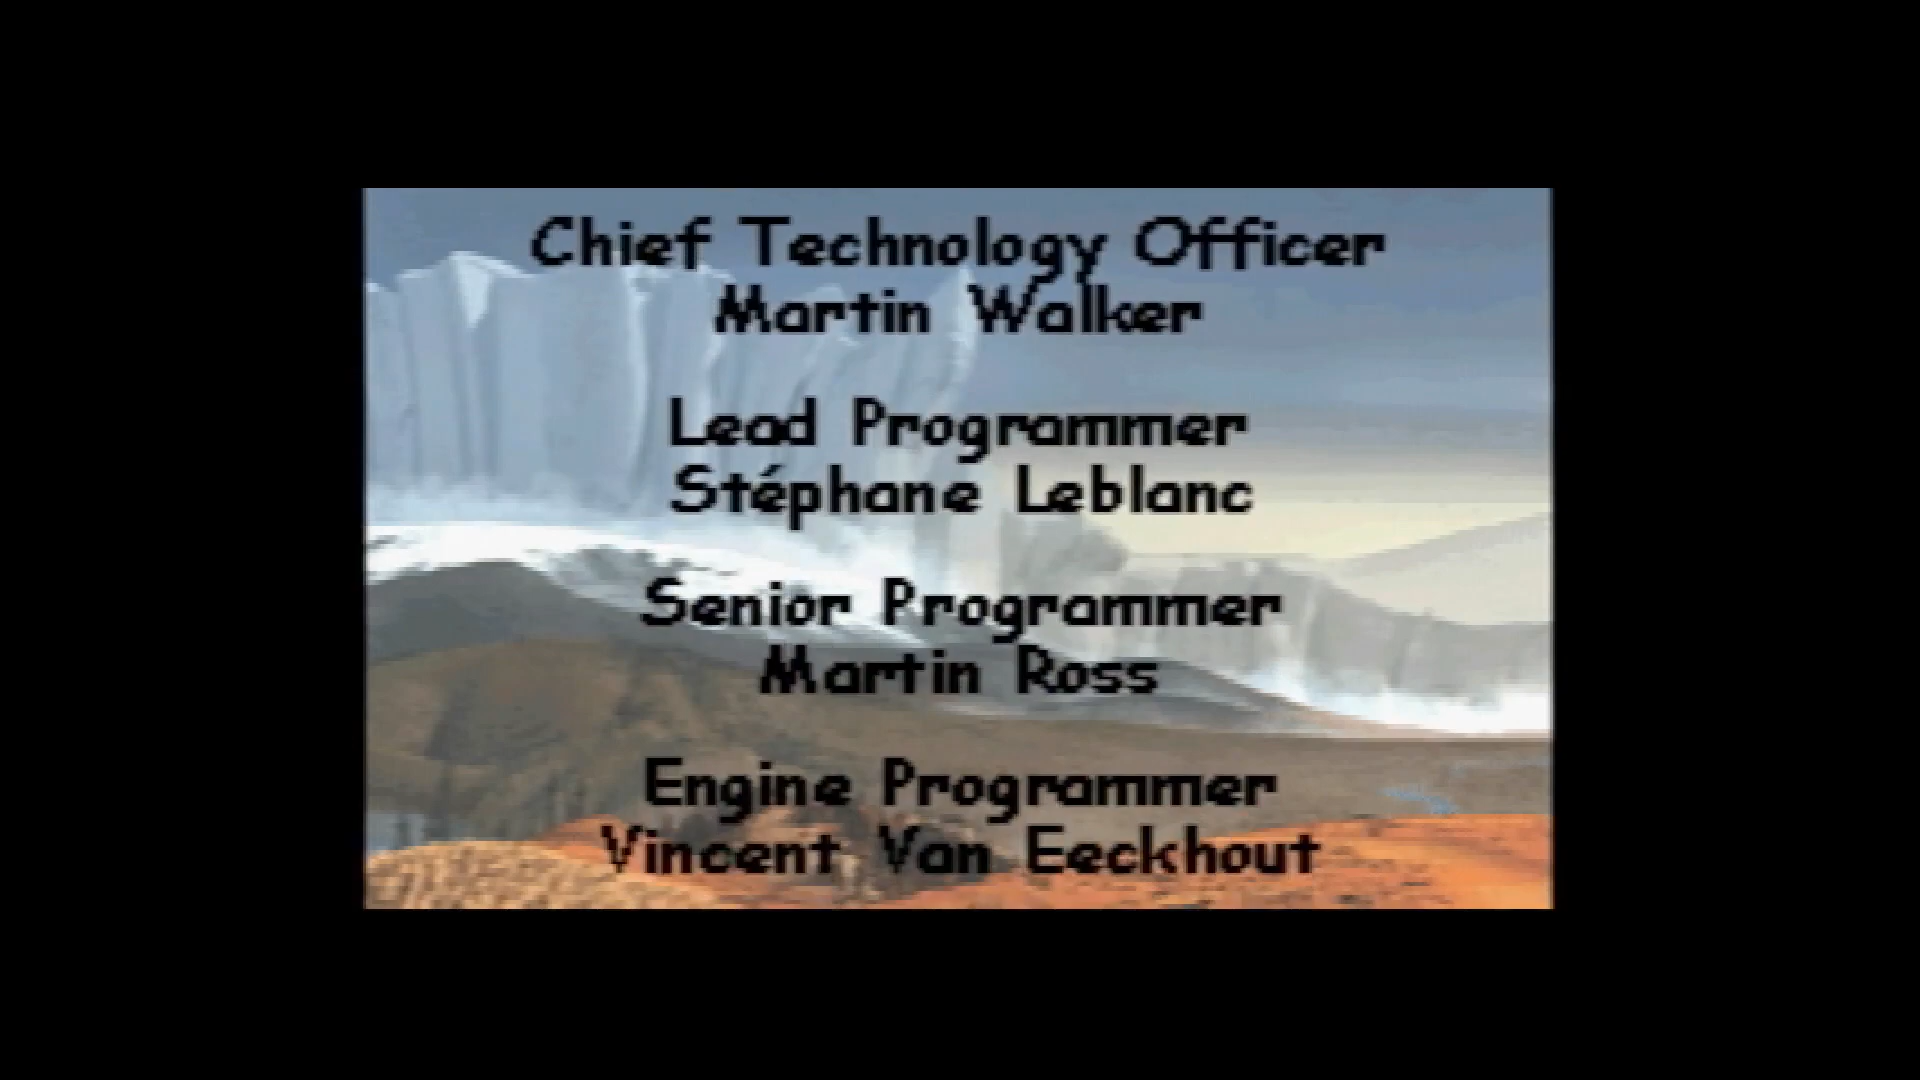 Chief Technology Officer
Martin Walker
Lead Programmer
Stéphane Leblanc
Senior Programmer
Martin Ross
Engine Programmer
Vincent Van Eeckhout